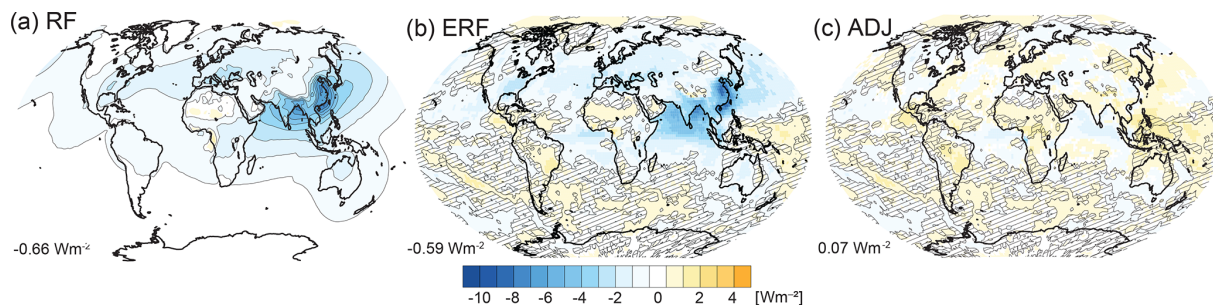 (a) RF
(b) ERF
(c) ADJ
-0.66 Wm⁻²
-0.59 Wm⁻²
0.07 Wm⁻²
-10 -8 -6 -4 -2 0 2 4 [Wm⁻²]